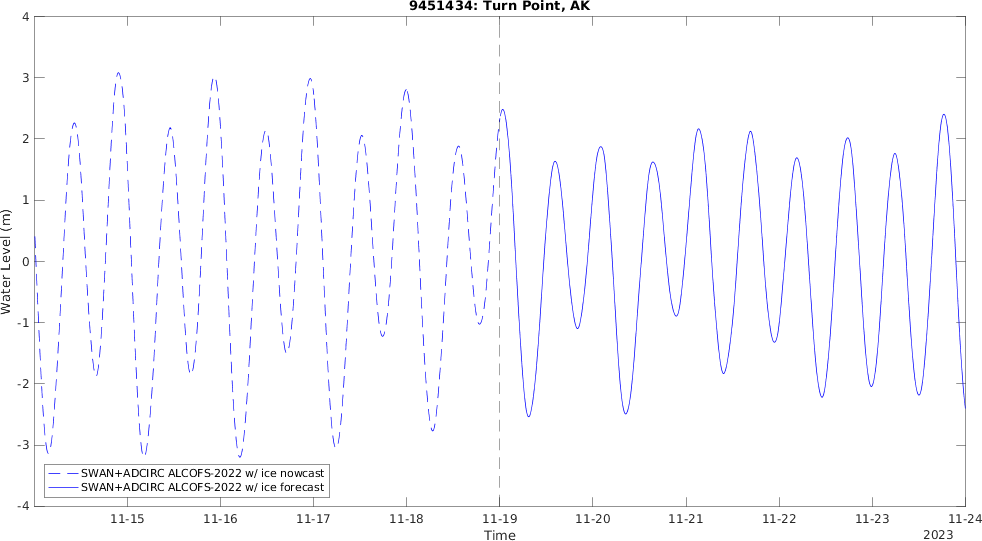 9451434: Turn Point, AK
Water Level (m)
4
3
2
1
0
-1
-2
-3
-4
SWAN+ADCIRC ALCOFS-2022 w/ ice nowcast
SWAN+ADCIRC ALCOFS-2022 w/ ice forecast
11-15 11-16 11-17 11-18 11-19 11-20 11-21 11-22 11-23 11-24
Time
2023